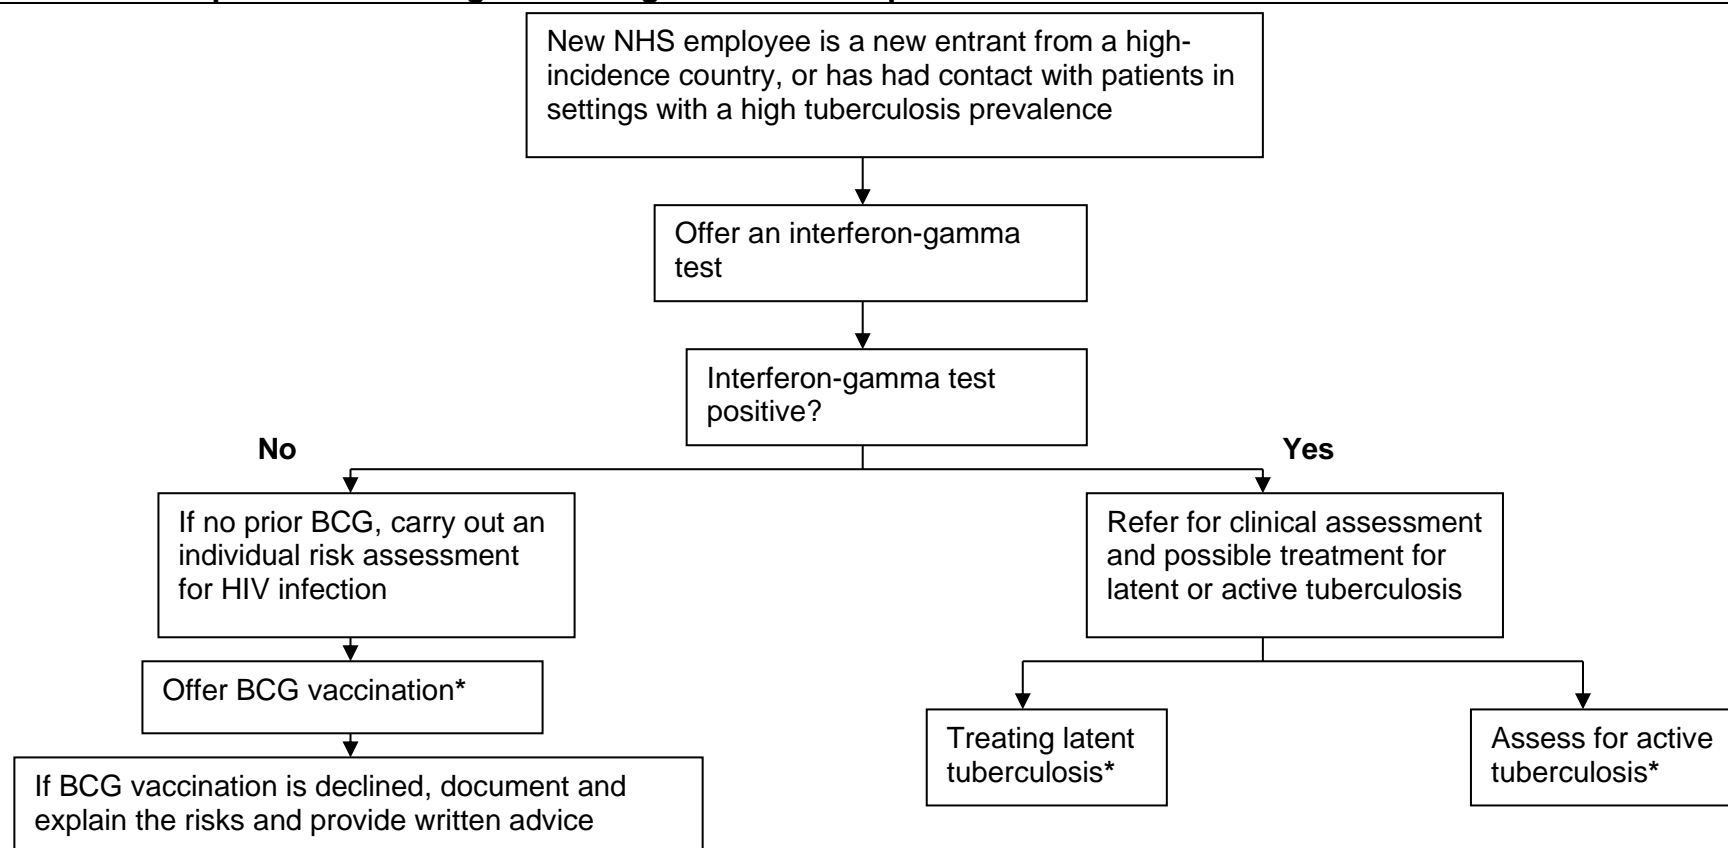 New NHS employee is a new entrant from a high-
incidence country, or has had contact with patients in
settings with a high tuberculosis prevalence
Offer an interferon-gamma
test
Interferon-gamma test
positive?
No
Yes
If no prior BCG, carry out an
individual risk assessment
for HIV infection
Refer for clinical assessment
and possible treatment for
latent or active tuberculosis
Offer BCG vaccination*
Treating latent
tuberculosis*
Assess for active
tuberculosis*
If BCG vaccination is declined, document and
explain the risks and provide written advice